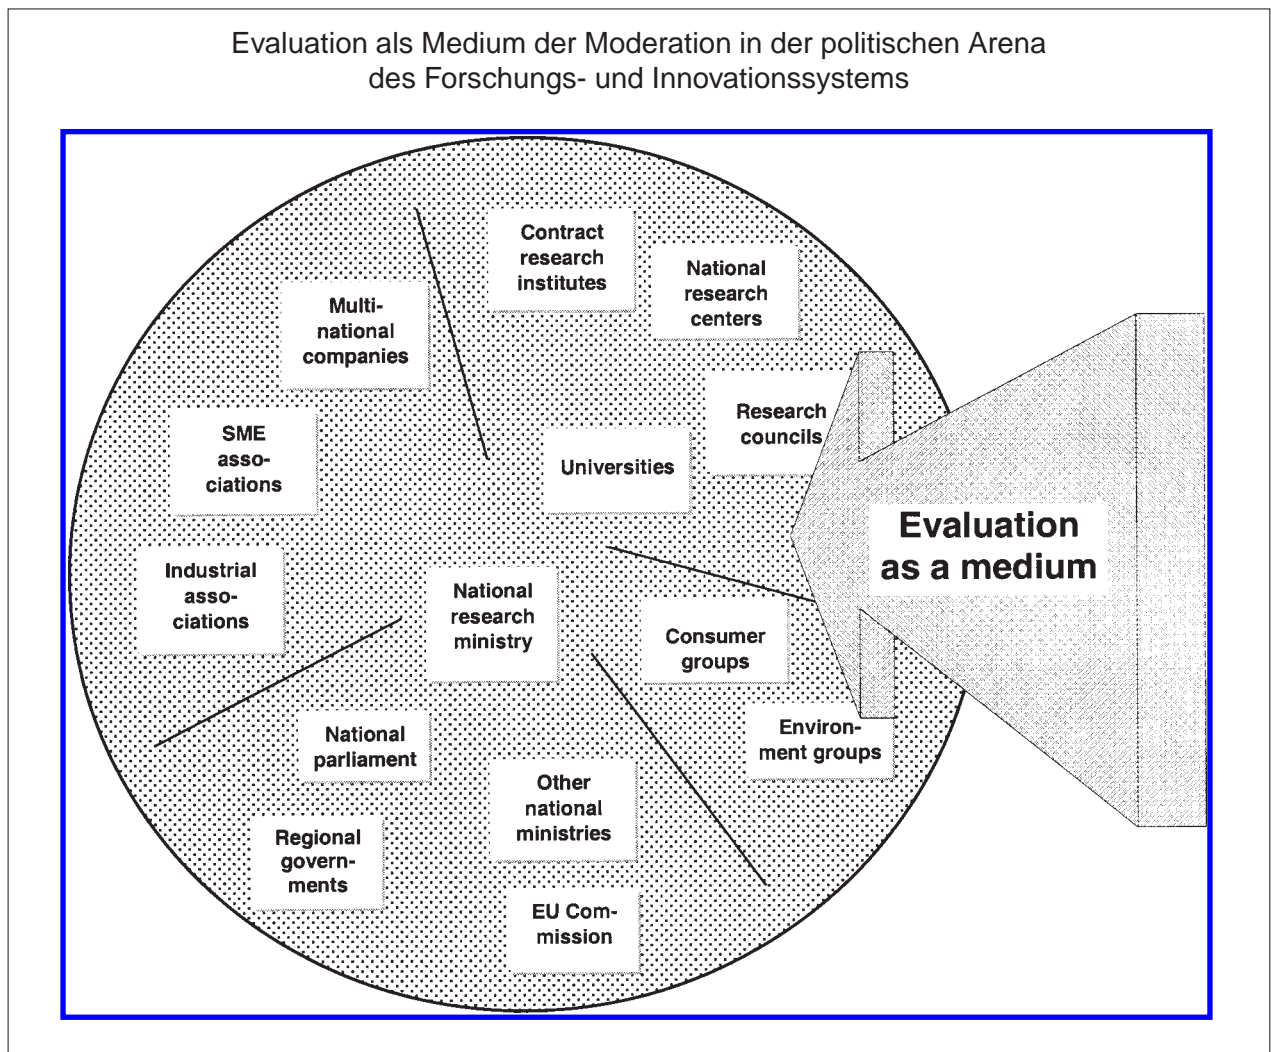 Evaluation als Medium der Moderation in der politischen Arena
des Forschungs- und Innovationssystems
Contract
research
institutes
National
research
centers
Multi-
national
companies
Research
councils
SME
asso-
ciations
Universities
Evaluation
as a medium
Industrial
asso-
ciations
National
research
ministry
Consumer
groups
National
parliament
Environ-
ment groups
Other
national
ministries
Regional
govern-
ments
EU Com-
mission